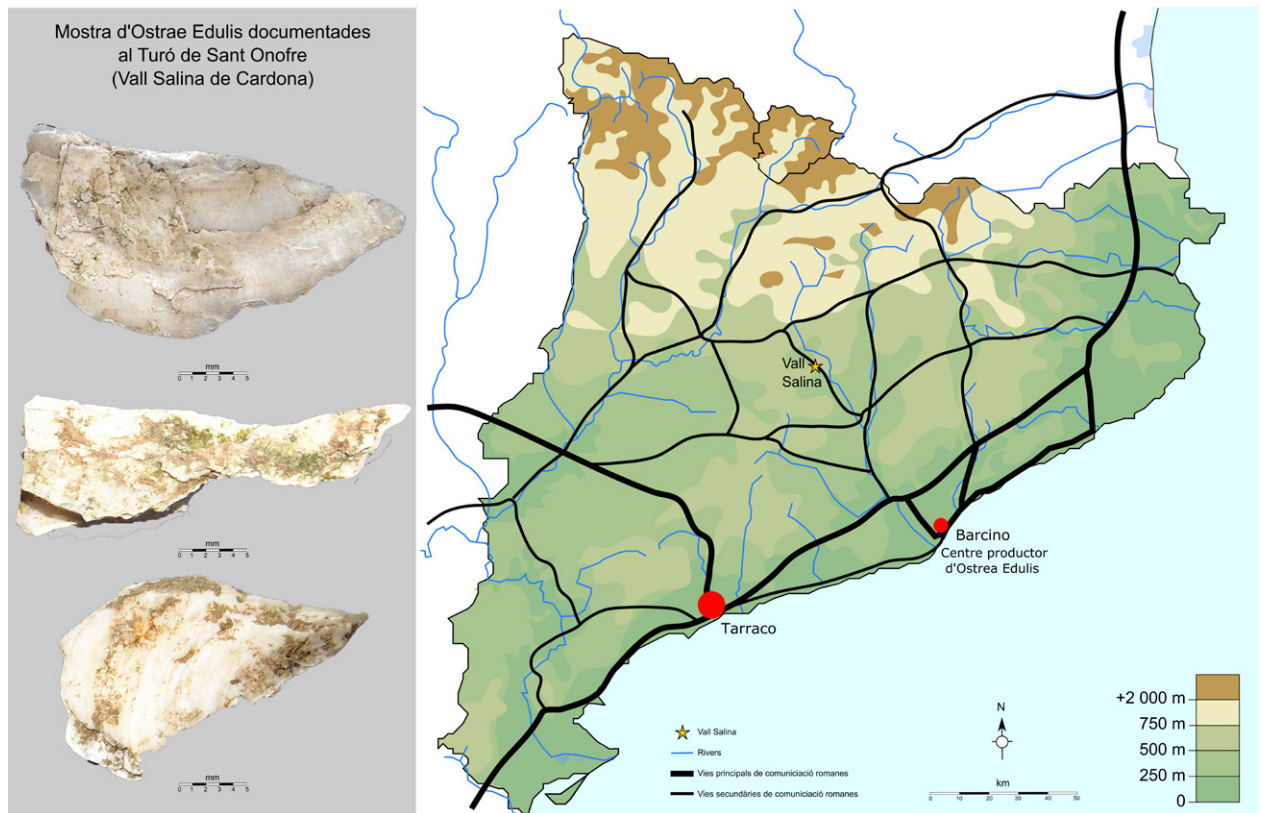 Mostra d'Ostrae Edulis documentades
al Turó de Sant Onofre
(Vall Salina de Cardona)
mm
0 1 2 3 4 5
mm
0 1 2 3 4 5
mm
0 1 2 3 4 5
Vall
Salina
Barcino
Centre productor
d'Ostrea Edulis
Tarraco
Vall Salina
Rivers
Vies principals de comuniciació romanes
Vies secundàries de comuniciació romanes
N
km
0 10 20 30 40 50
+2 000 m
750 m
500 m
250 m
0